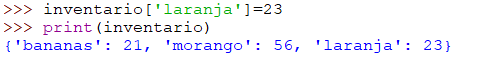 >>> inventario['laranja']=23
>>> print(inventario)
{'bananas': 21, 'morango': 56, 'laranja': 23}